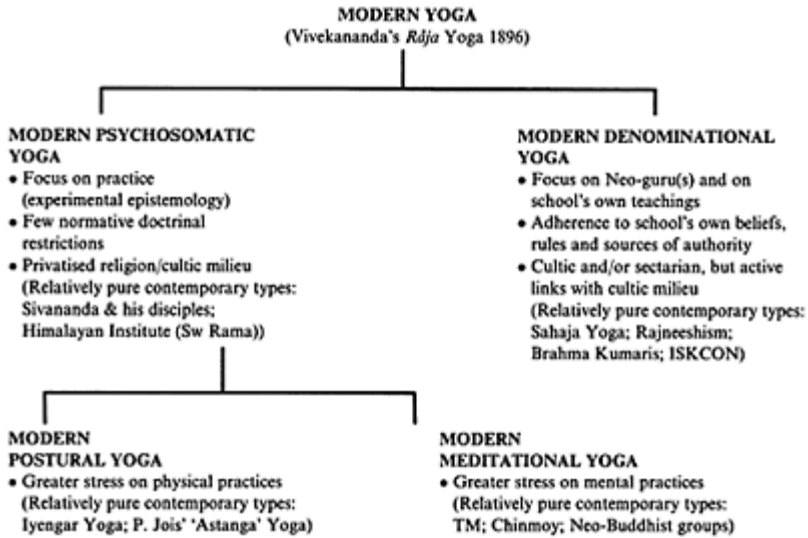 MODERN YOGA
(Vivekananda's Rāja Yoga 1896)
MODERN PSYCHOSOMATIC
YOGA
• Focus on practice
(experimental epistemology)
• Few normative doctrinal
restrictions
• Privatised religion/cultic milieu
(Relatively pure contemporary types:
Sivananda & his disciples;
Himalayan Institute (Sw Rama))
MODERN DENOMINATIONAL
YOGA
• Focus on Neo-guru(s) and on
school's own teachings
• Adherence to school's own beliefs,
rules and sources of authority
• Cultic and/or sectarian, but active
links with cultic milieu
(Relatively pure contemporary types:
Sahaja Yoga; Rajneeshism;
Brahma Kumaris; ISKCON)
MODERN
POSTURAL YOGA
• Greater stress on physical practices
(Relatively pure contemporary types:
Iyengar Yoga; P. Jois' 'Astanga' Yoga)
MODERN
MEDITATIONAL YOGA
• Greater stress on mental practices
(Relatively pure contemporary types:
TM; Chinmoy; Neo-Buddhist groups)